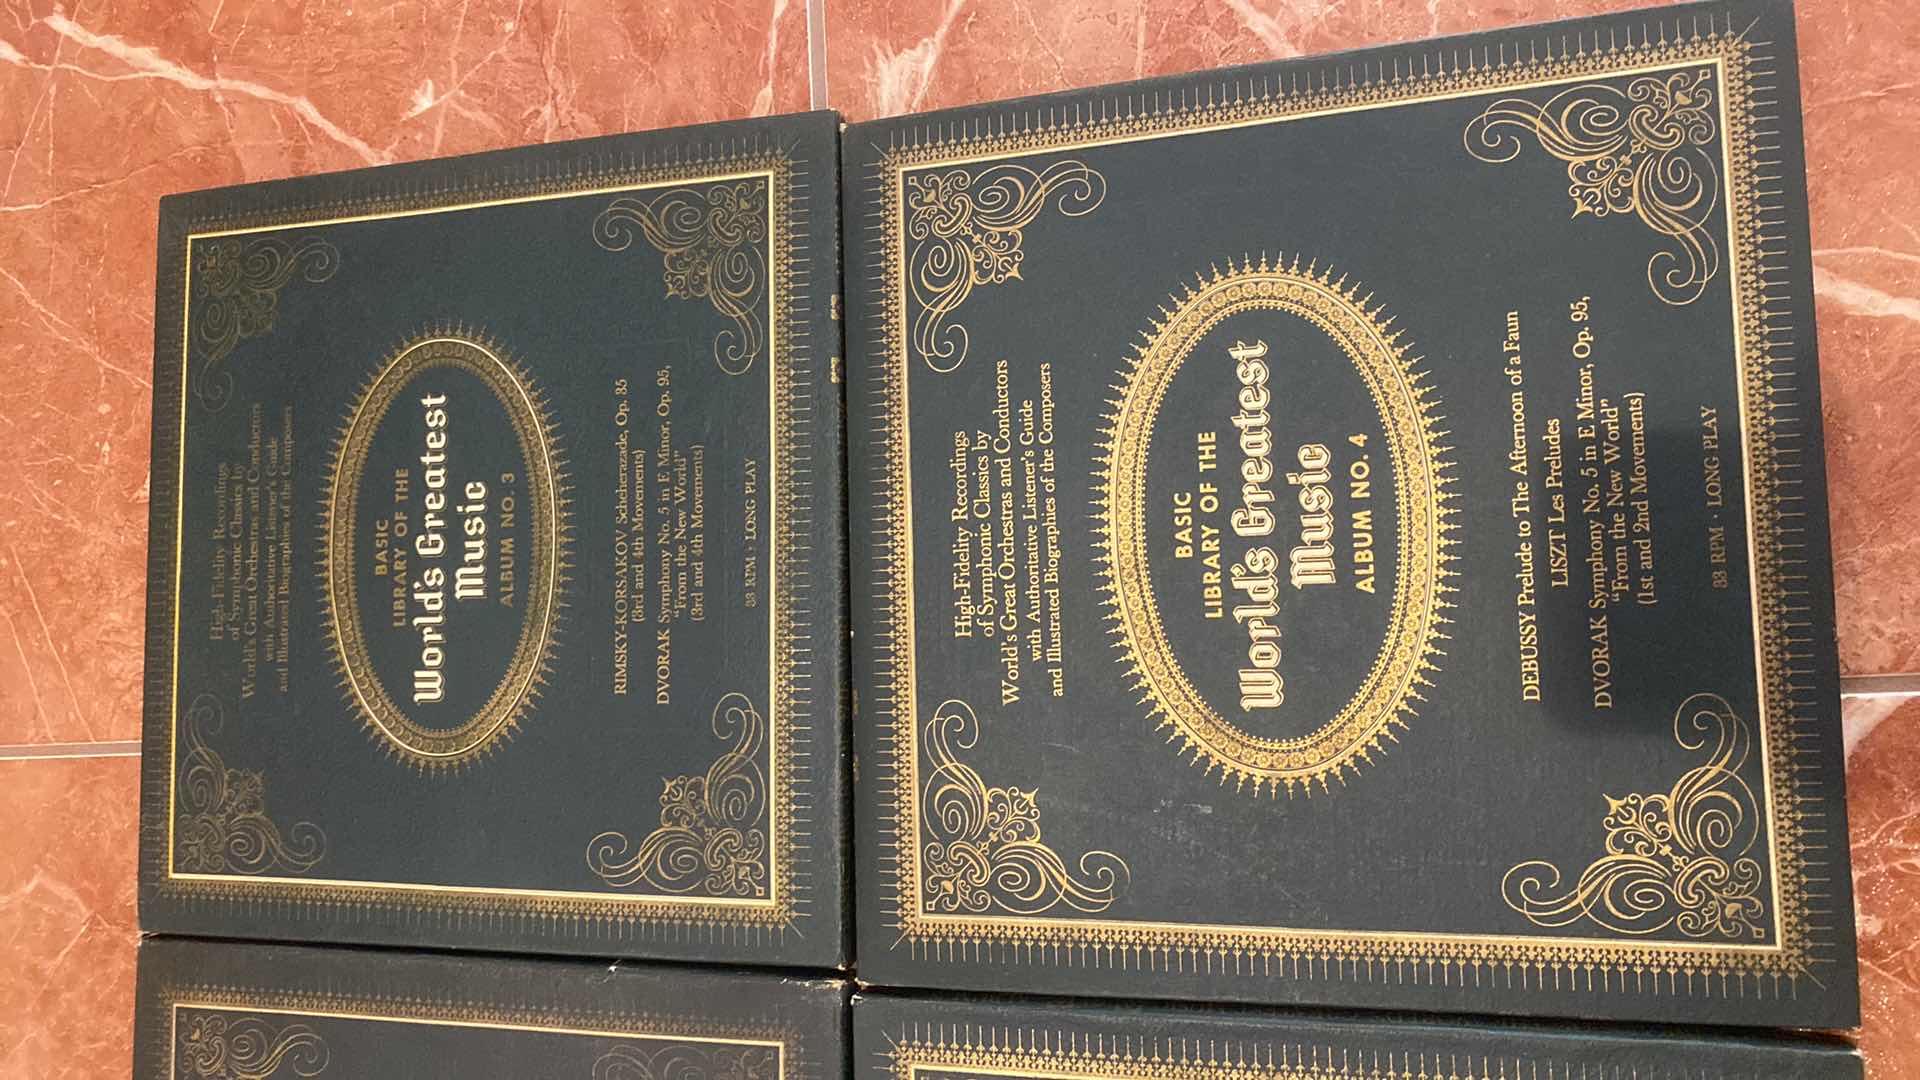 High-Fidelity Recordings
of Symphonic Classics by
World's Great Orchestras and Conductors
with Authoritative Listener's Guide
and Illustrated Biographies of the Composers
BASIC
LIBRARY OF THE
World's Greatest
Music
ALBUM NO. 3
RIMSKY-KORSAKOV Scheherazade, Op. 35
(3rd and 4th Movements)
DVORAK Symphony No. 5 in E Minor, Op. 95,
"From the New World"
(3rd and 4th Movements)
33 RPM · LONG PLAY
High-Fidelity Recordings
of Symphonic Classics by
World's Great Orchestras and Conductors
with Authoritative Listener's Guide
and Illustrated Biographies of the Composers
BASIC
LIBRARY OF THE
World's Greatest
Music
ALBUM NO. 4
DEBUSSY Prelude to The Afternoon of a Faun
LISZT Les Preludes
DVORAK Symphony No. 5 in E Minor, Op. 95,
"From the New World"
(1st and 2nd Movements)
33 RPM · LONG PLAY